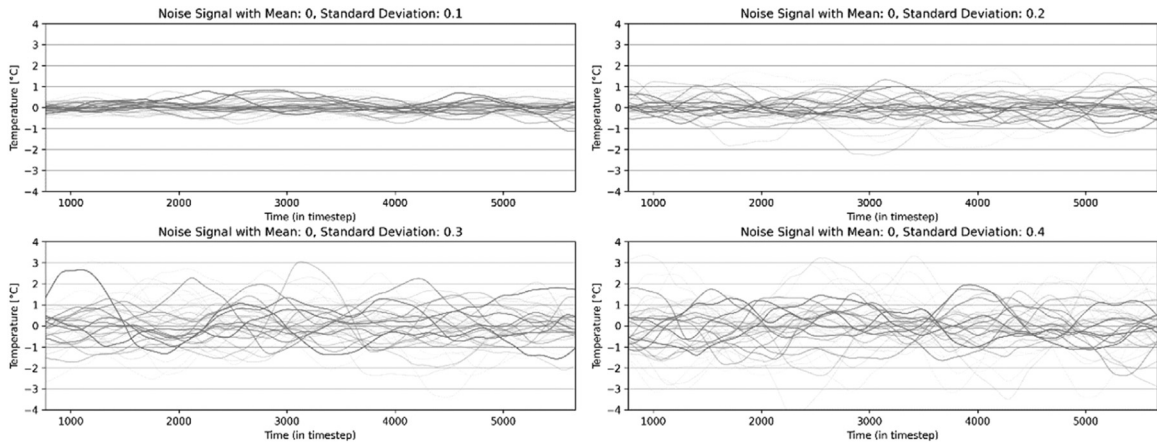 Noise Signal with Mean: 0, Standard Deviation: 0.1
Temperature [°C]
4
3
2
1
0
−1
−2
−3
−4
1000 2000 3000 4000 5000
Time (in timestep)
Noise Signal with Mean: 0, Standard Deviation: 0.2
Temperature [°C]
4
3
2
1
0
−1
−2
−3
−4
1000 2000 3000 4000 5000
Time (in timestep)
Noise Signal with Mean: 0, Standard Deviation: 0.3
Temperature [°C]
4
3
2
1
0
−1
−2
−3
−4
1000 2000 3000 4000 5000
Time (in timestep)
Noise Signal with Mean: 0, Standard Deviation: 0.4
Temperature [°C]
4
3
2
1
0
−1
−2
−3
−4
1000 2000 3000 4000 5000
Time (in timestep)